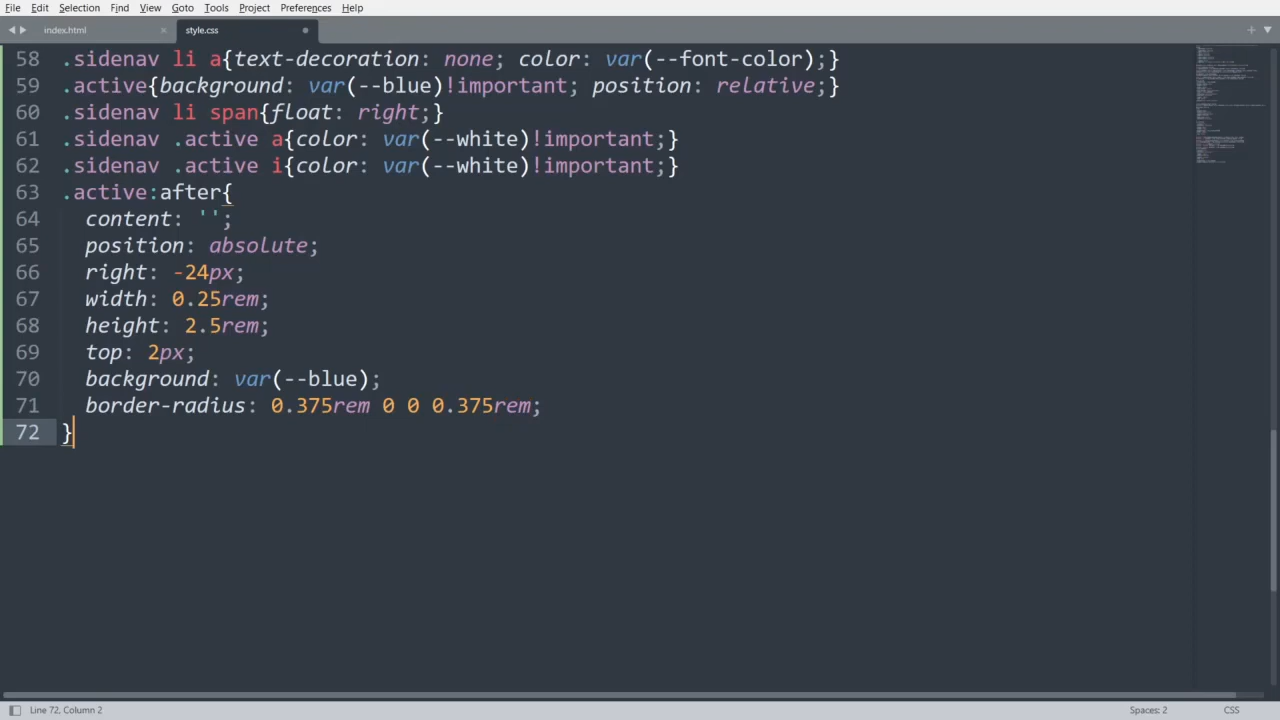 File Edit Selection Find View Goto Tools Project Preferences Help
index.html × style.css
58 .sidenav li a{text-decoration: none; color: var(--font-color);}
59 .active{background: var(--blue)!important; position: relative;}
60 .sidenav li span{float: right;}
61 .sidenav .active a{color: var(--white)!important;}
62 .sidenav .active i{color: var(--white)!important;}
63 .active:after{
64 content: '';
65 position: absolute;
66 right: -24px;
67 width: 0.25rem;
68 height: 2.5rem;
69 top: 2px;
70 background: var(--blue);
71 border-radius: 0.375rem 0 0 0.375rem;
72 }
Line 72, Column 2 Spaces: 2 CSS